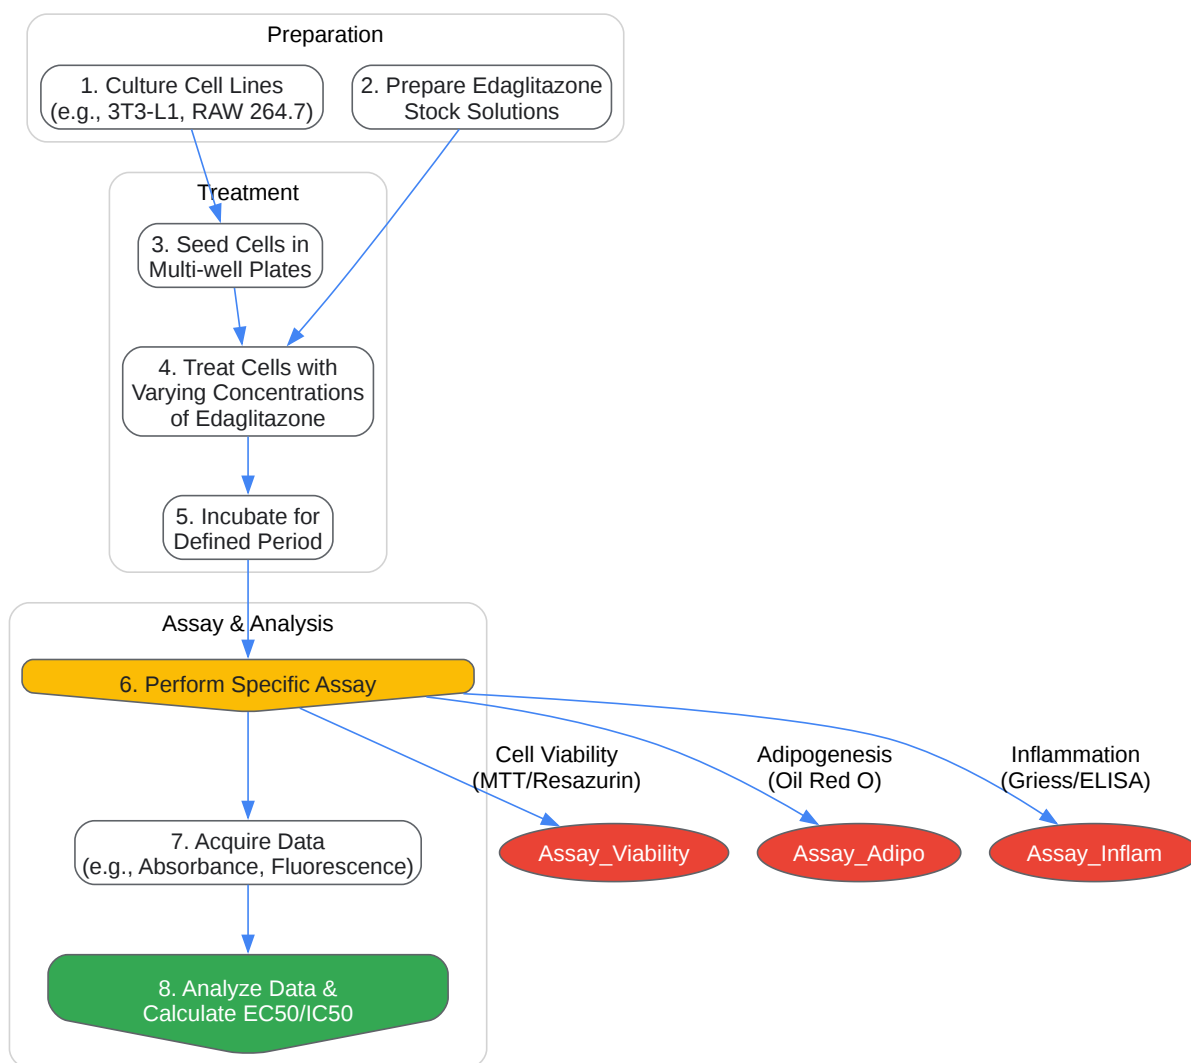 Preparation
1. Culture Cell Lines
(e.g., 3T3-L1, RAW 264.7)
2. Prepare Edaglitazone
Stock Solutions
Treatment
3. Seed Cells in
Multi-well Plates
4. Treat Cells with
Varying Concentrations
of Edaglitazone
5. Incubate for
Defined Period
Assay & Analysis
6. Perform Specific Assay
Cell Viability
(MTT/Resazurin)
Adipogenesis
(Oil Red O)
Inflammation
(Griess/ELISA)
7. Acquire Data
(e.g., Absorbance, Fluorescence)
Assay_Viability
Assay_Adipo
Assay_Inflam
8. Analyze Data &
Calculate EC50/IC50